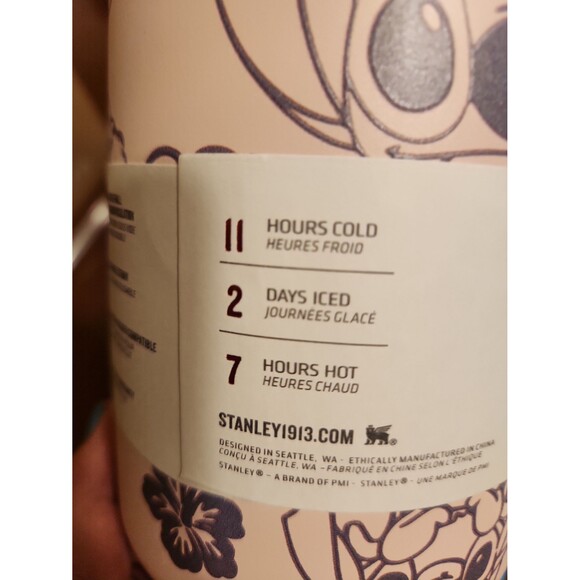 11 HOURS COLD
HEURES FROID
2 DAYS ICED
JOURNÉES GLACÉ
7 HOURS HOT
HEURES CHAUD
STANLEY1913.COM ®
DESIGNED IN SEATTLE, WA - ETHICALLY MANUFACTURED IN CHINA
CONÇU À SEATTLE, WA - FABRIQUÉ EN CHINE SELON L'ÉTHIQUE
STANLEY® - A BRAND OF PMI - STANLEY® - UNE MARQUE DE PMI